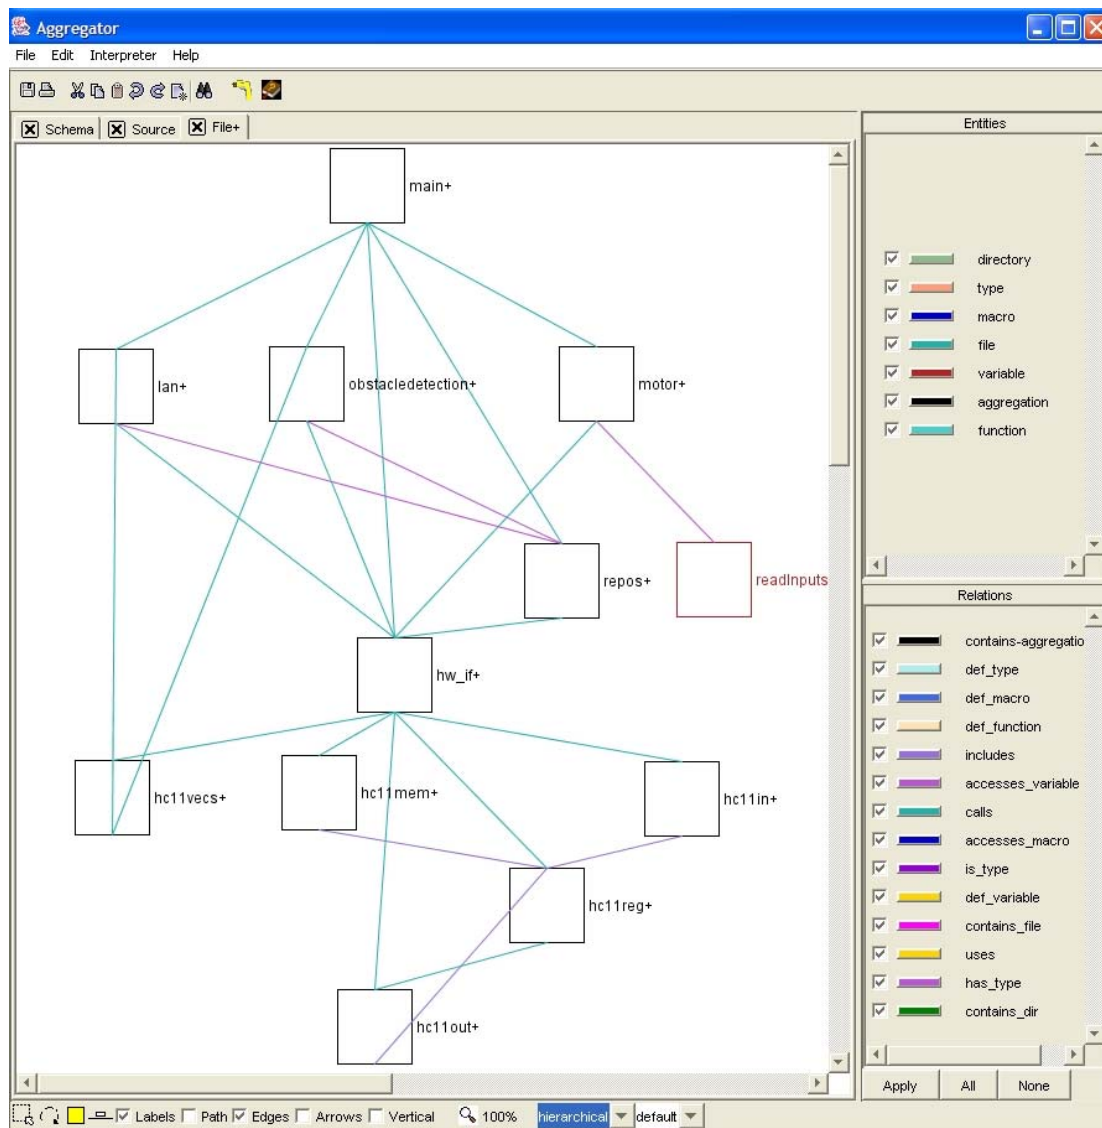 Aggregator
File Edit Interpreter Help
Schema Source File+
Entities
main+
directory
type
macro
file
variable
aggregation
function
lan+
obstacledetection+
motor+
repos+
readInputs
hw_if+
hc11vecs+
hc11mem+
hc11in+
hc11reg+
hc11out+
Relations
contains-aggregatio
def_type
def_macro
def_function
includes
accesses_variable
calls
accesses_macro
is_type
def_variable
contains_file
uses
has_type
contains_dir
Apply All None
Labels Path Edges Arrows Vertical 100% hierarchical default